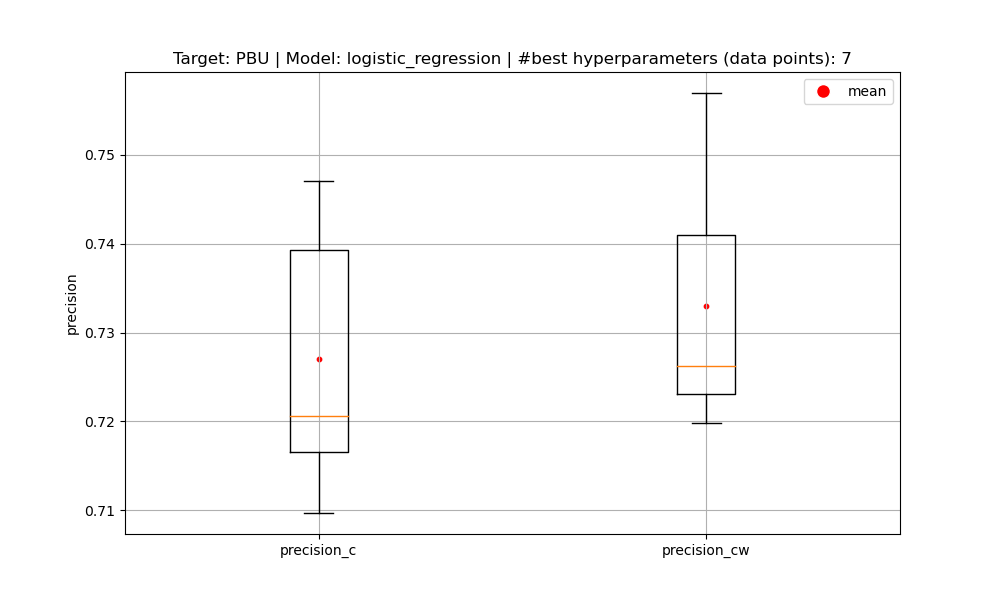 Target: PBU | Model: logistic_regression | #best hyperparameters (data points): 7
mean
precision
0.75
0.74
0.73
0.72
0.71
precision_c
precision_cw